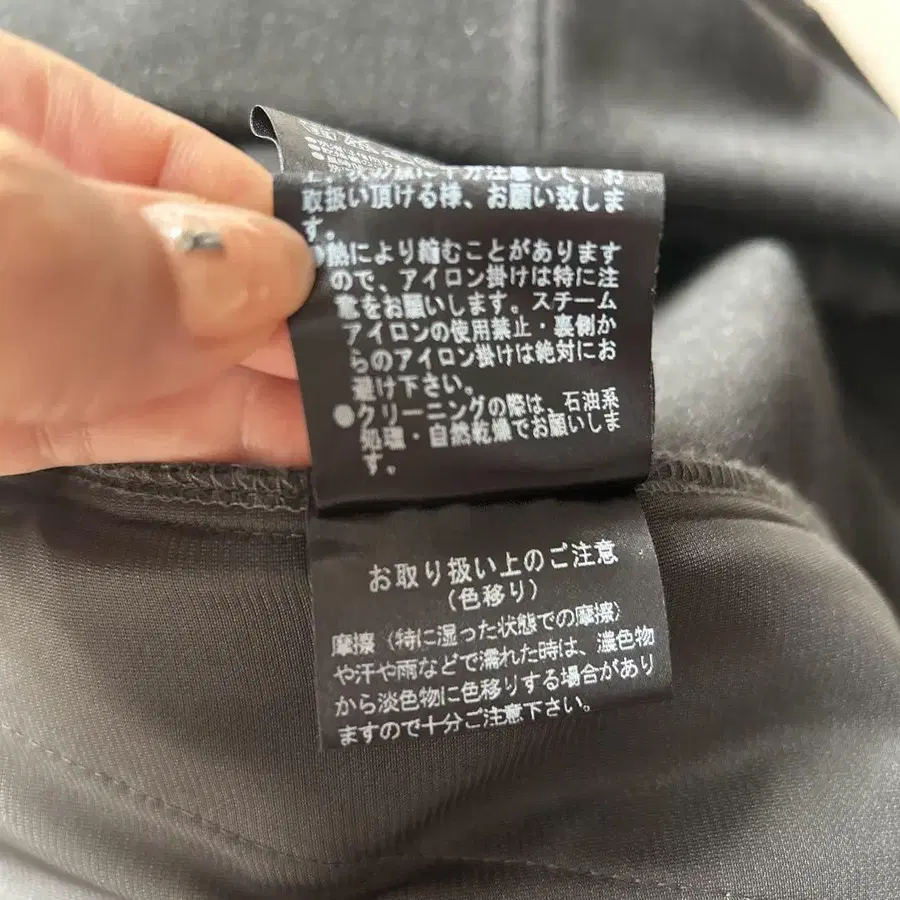 取扱い頂ける様、お願い致しま
す。
●熱により縮むことがあります
ので、アイロン掛けは特に注
意をお願いします。スチーム
アイロンの使用禁止・裏側か
らのアイロン掛けは絶対にお
避け下さい。
●クリーニングの際は、石油系
処理・自然乾燥でお願いしま
す。
お取り扱い上のご注意
(色移り)
摩擦(特に湿った状態での摩擦)
や汗や雨などで濡れた時は、濃色物
から淡色物に色移りする場合があり
ますので十分ご注意下さい。